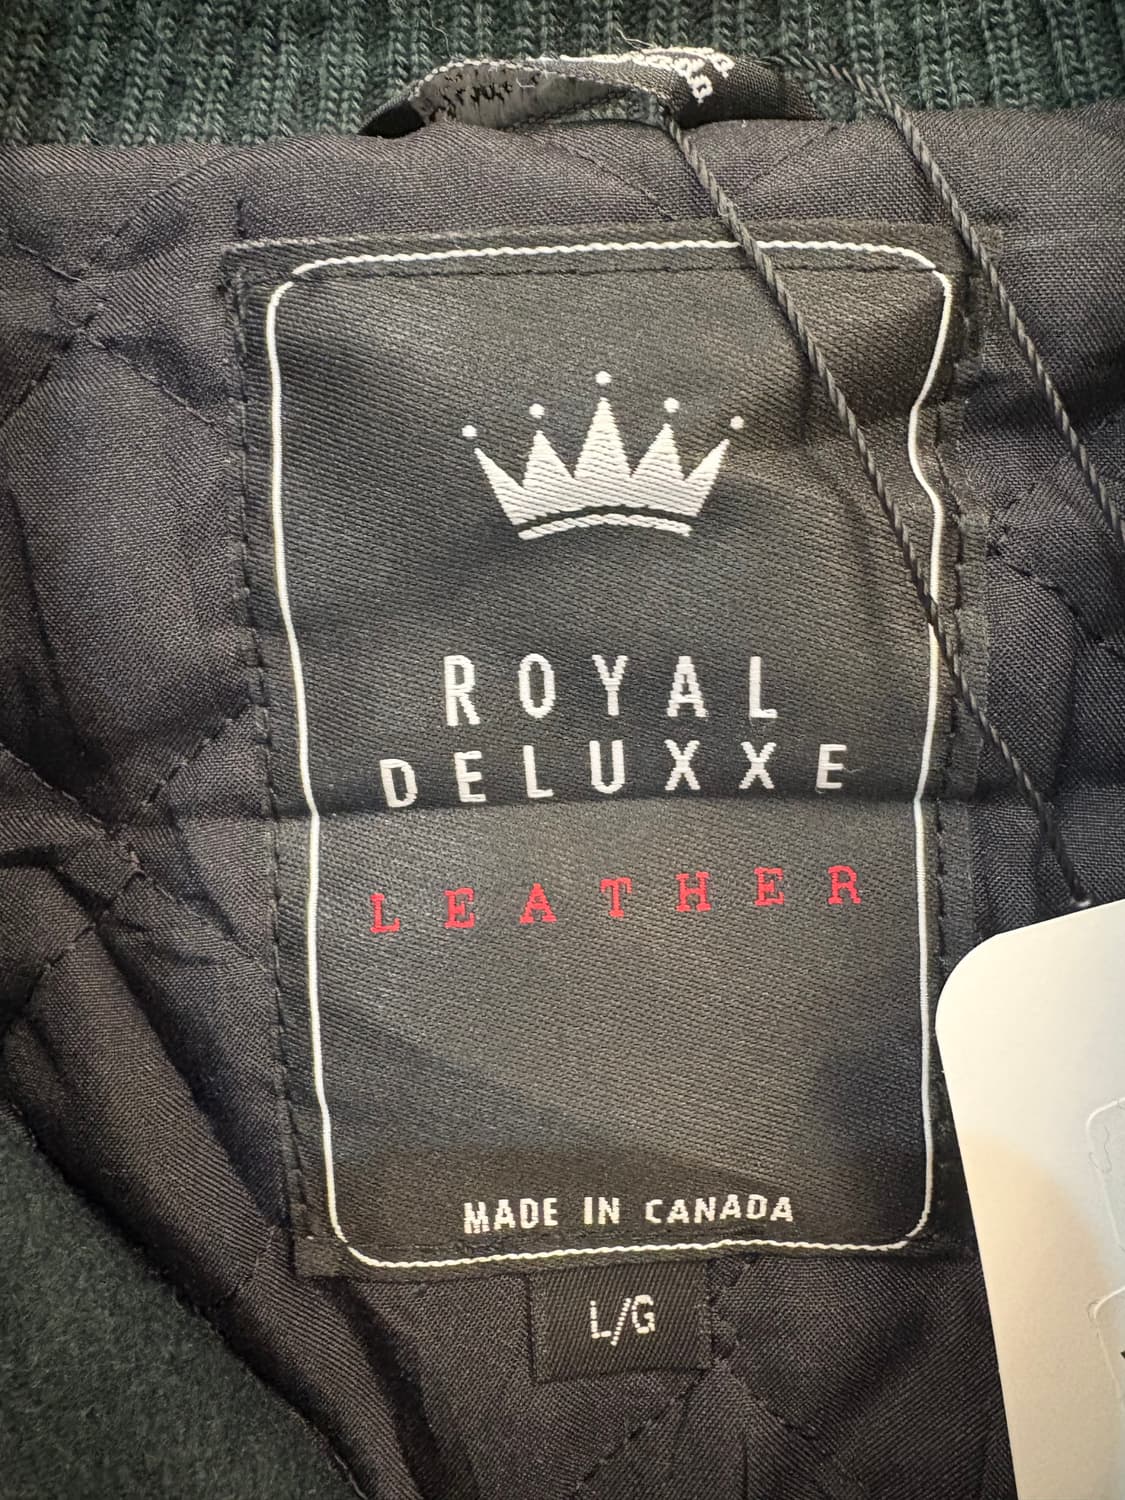 ROYAL
DELUXXE
LEATHER
MADE IN CANADA
L/G